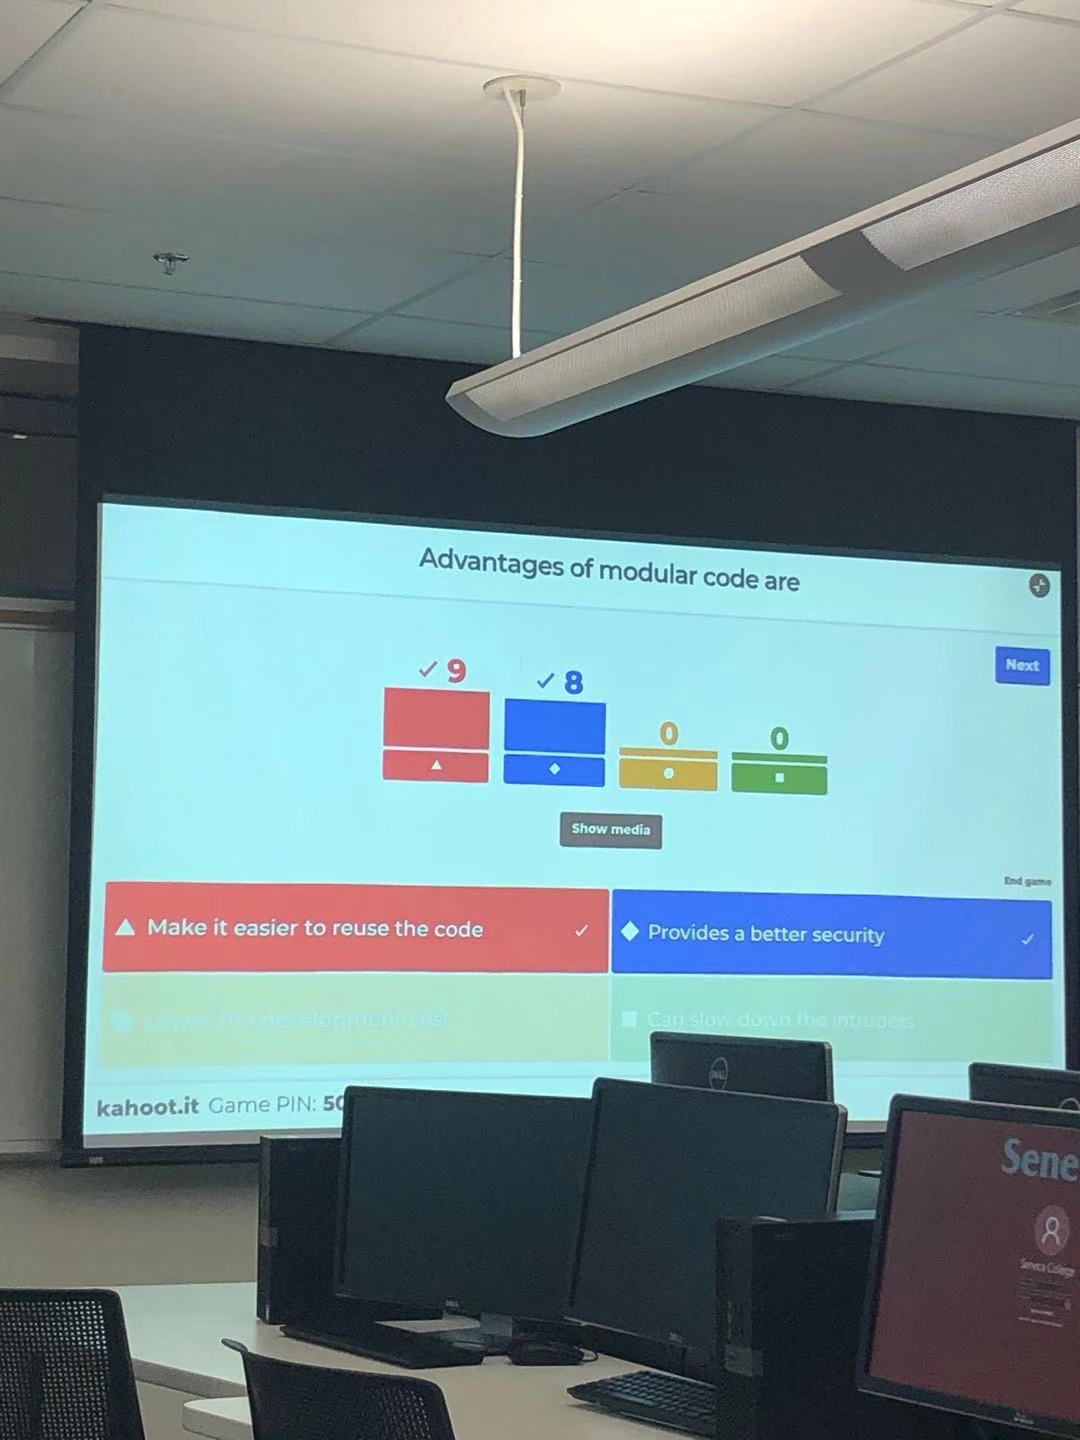 Advantages of modular code are
Next
9
8
0
0
Show media
End game
Make it easier to reuse the code
Provides a better security
Lower the development cost
Can slow down the intruders
kahoot.it Game PIN: 50
DELL
Sene
Seneca College